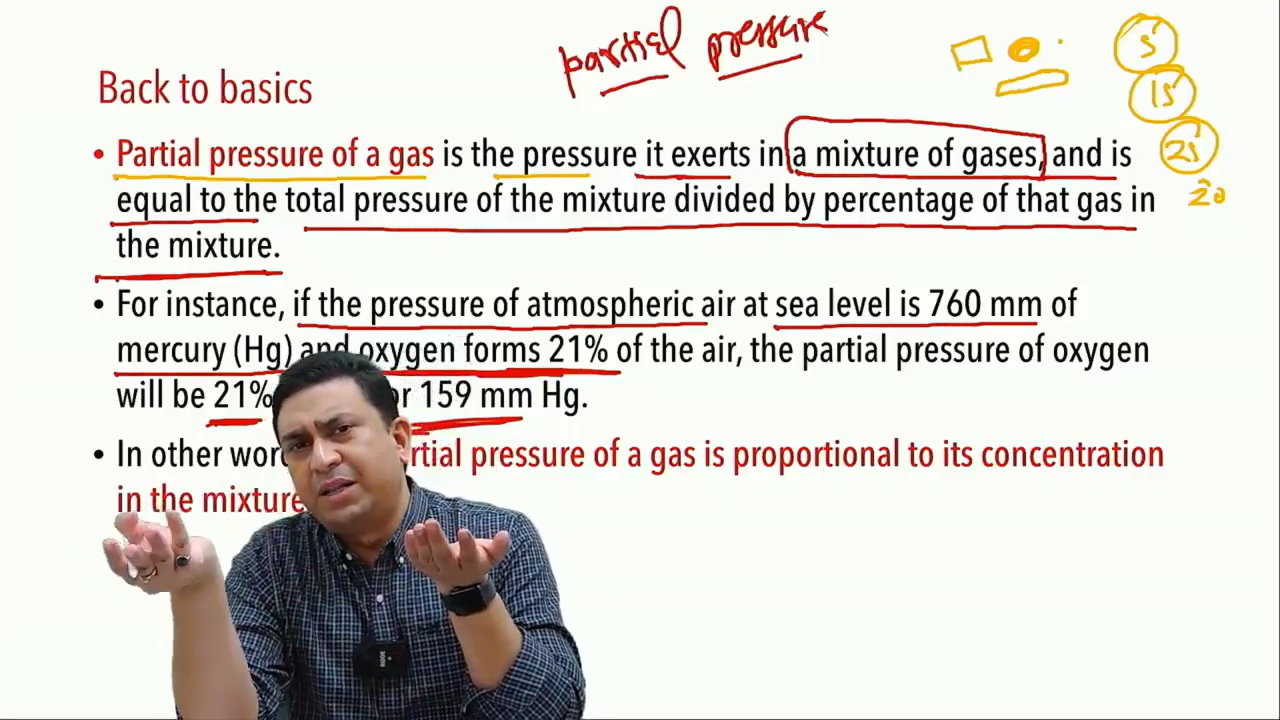 partial pressure
5
15
25
20
Back to basics
• Partial pressure of a gas is the pressure it exerts in a mixture of gases, and is
equal to the total pressure of the mixture divided by percentage of that gas in
the mixture.
• For instance, if the pressure of atmospheric air at sea level is 760 mm of
mercury (Hg) and oxygen forms 21% of the air, the partial pressure of oxygen
will be 21% or 159 mm Hg.
• In other wor rtial pressure of a gas is proportional to its concentration
in the mixture